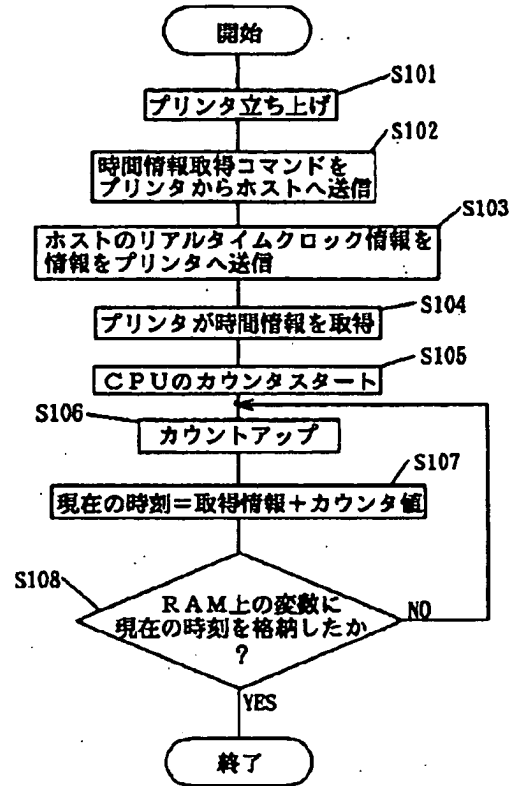 開始
S101
プリンタ立ち上げ
S102
時間情報取得コマンドを
プリンタからホストへ送信
S103
ホストのリアルタイムクロック情報を
情報をプリンタへ送信
S104
プリンタが時間情報を取得
S105
CPUのカウンタスタート
S106
カウントアップ
S107
現在の時刻=取得情報+カウンタ値
S108
RAM上の変数に
現在の時刻を格納したか
?
NO
YES
終了